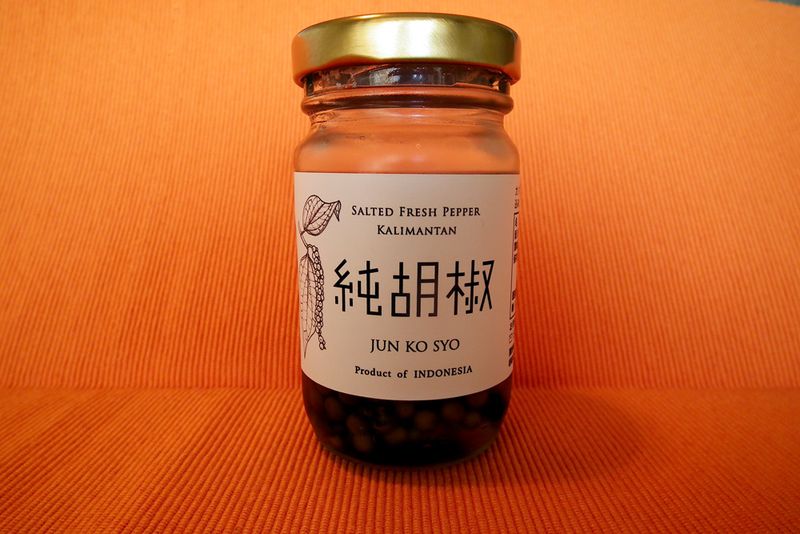 SALTED FRESH PEPPER
KALIMANTAN
純胡椒
JUN KO SYO
Product of INDONESIA